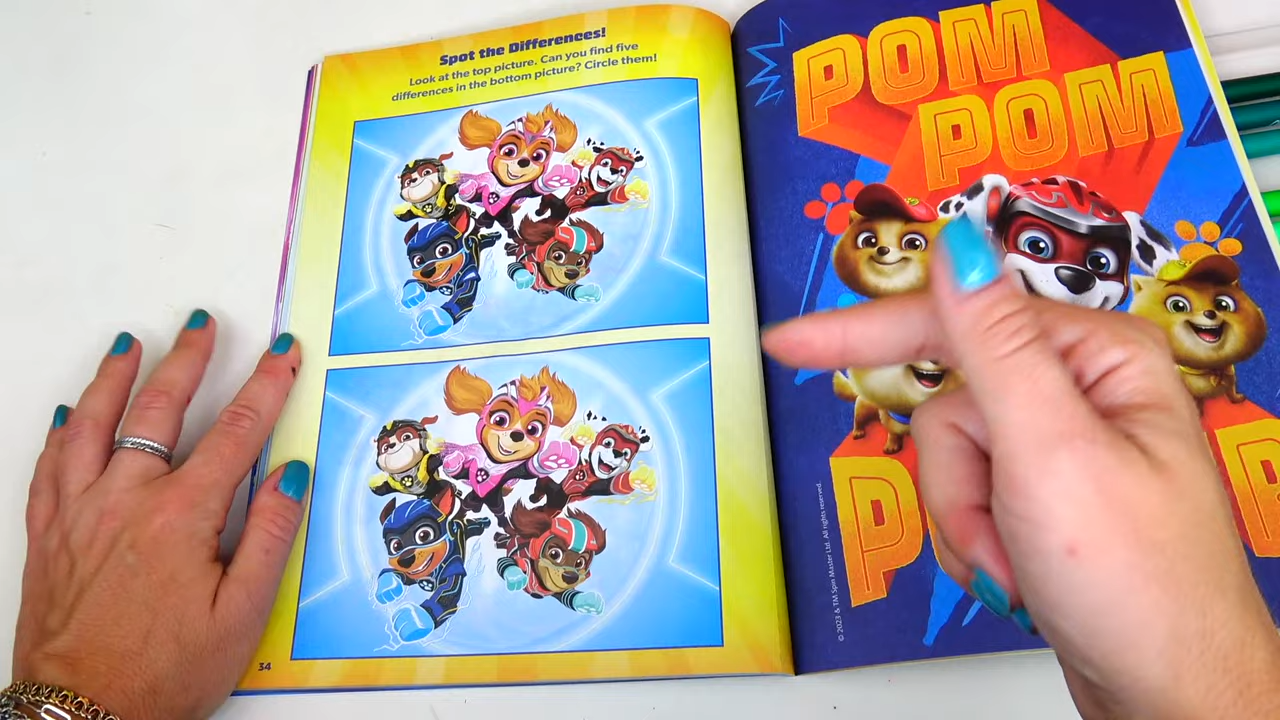 Spot the Differences!
Look at the top picture. Can you find five
differences in the bottom picture? Circle them!
34
POM
POM
© 2023 & TM Spin Master Ltd. All rights reserved.